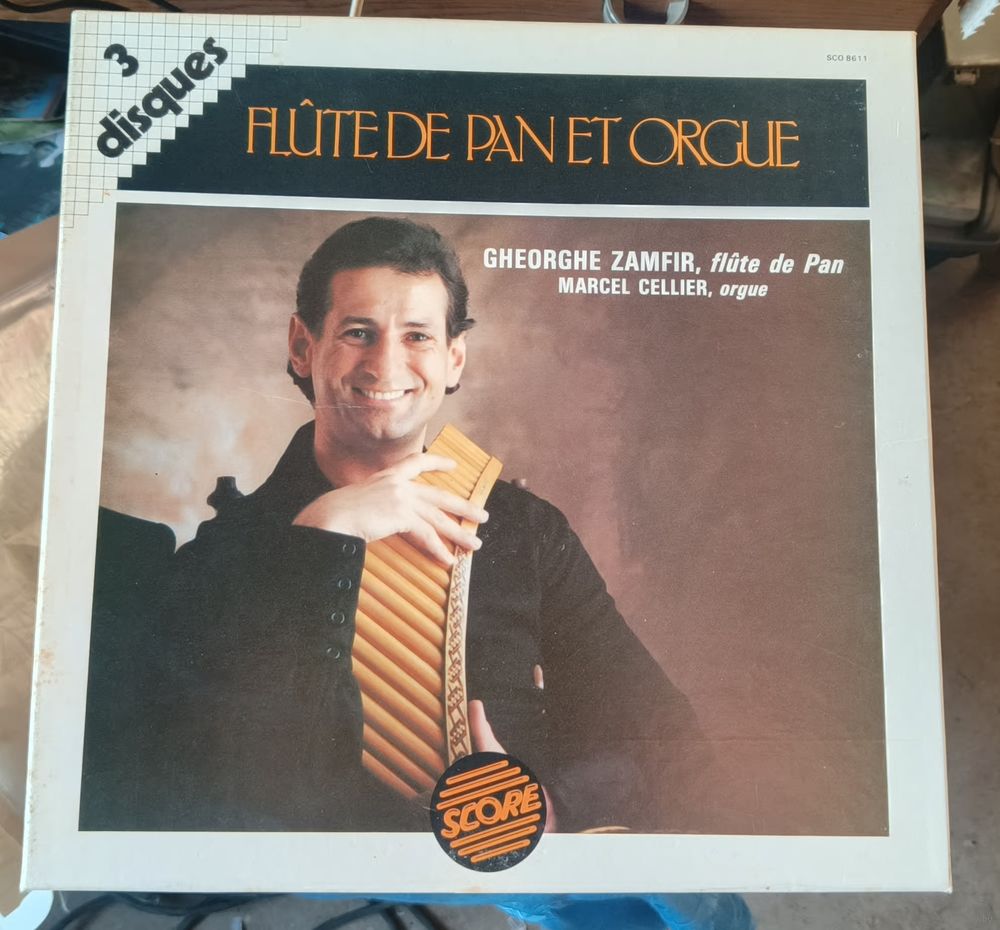 3
disques
SCO 8611
FLÛTE DE PAN ET ORGUE
GHEORGHE ZAMFIR, flûte de Pan
MARCEL CELLIER, orgue
SCORE